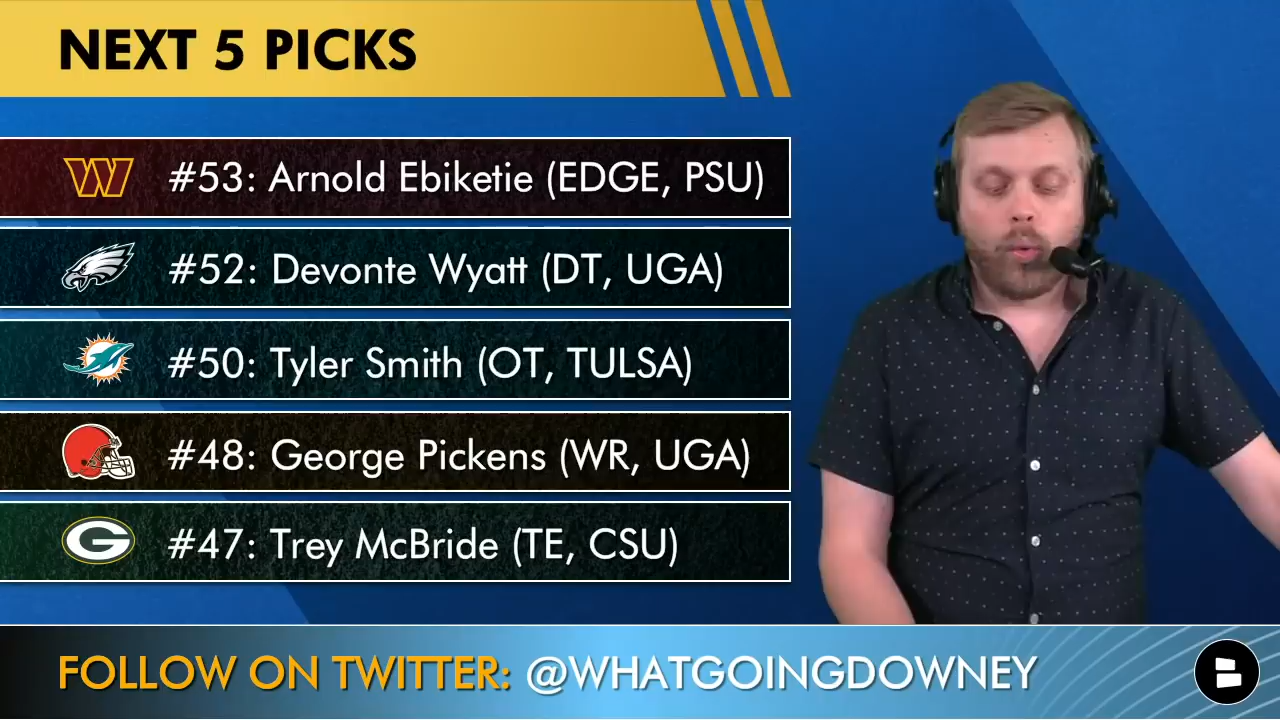 NEXT 5 PICKS
W #53: Arnold Ebiketie (EDGE, PSU)
#52: Devonte Wyatt (DT, UGA)
#50: Tyler Smith (OT, TULSA)
#48: George Pickens (WR, UGA)
G #47: Trey McBride (TE, CSU)
FOLLOW ON TWITTER: @WHATGOINGDOWNEY